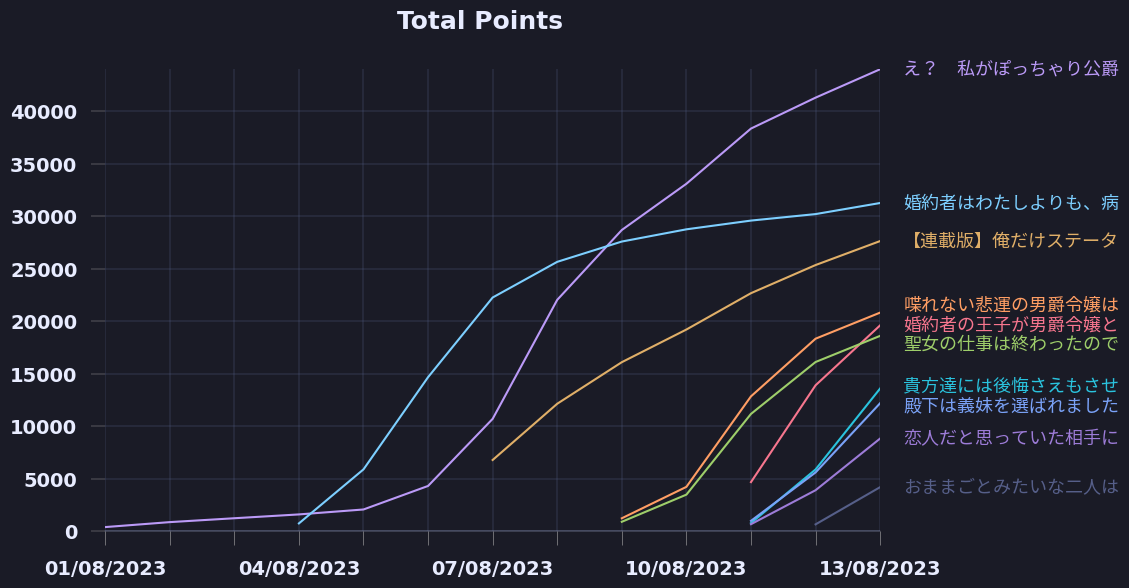 Total Points
え？　私がぽっちゃり公爵
40000
35000
婚約者はわたしよりも、病
30000
【連載版】俺だけステータ
25000
喋れない悲運の男爵令嬢は
20000
婚約者の王子が男爵令嬢と
聖女の仕事は終わったので
15000
貴方達には後悔さえもさせ
殿下は義妹を選ばれました
10000
恋人だと思っていた相手に
5000
おままごとみたいな二人は
0
01/08/2023 04/08/2023 07/08/2023 10/08/2023 13/08/2023